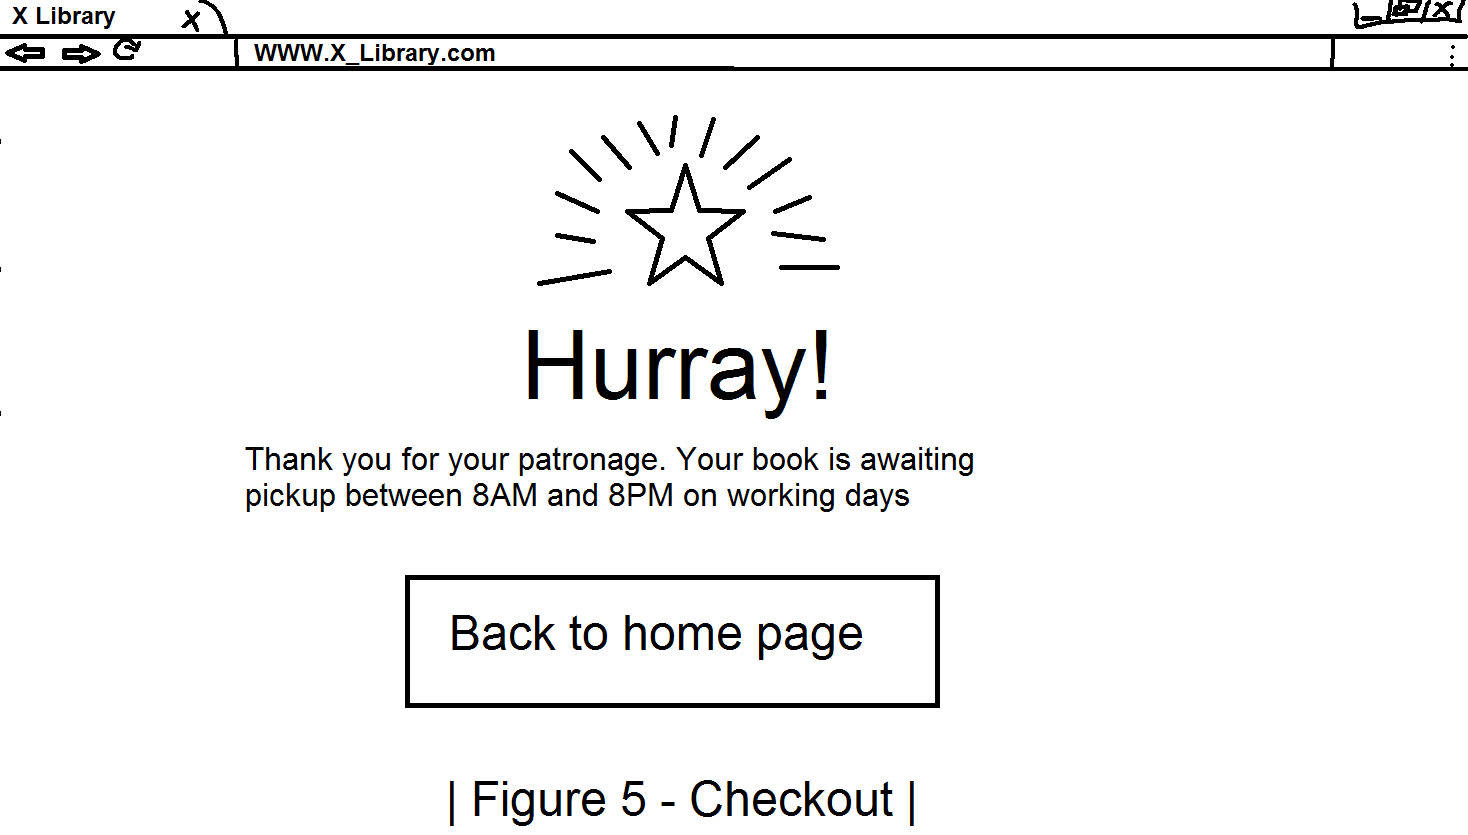 X Library X
WWW.X_Library.com
Hurray!
Thank you for your patronage. Your book is awaiting
pickup between 8AM and 8PM on working days
Back to home page
| Figure 5 - Checkout |